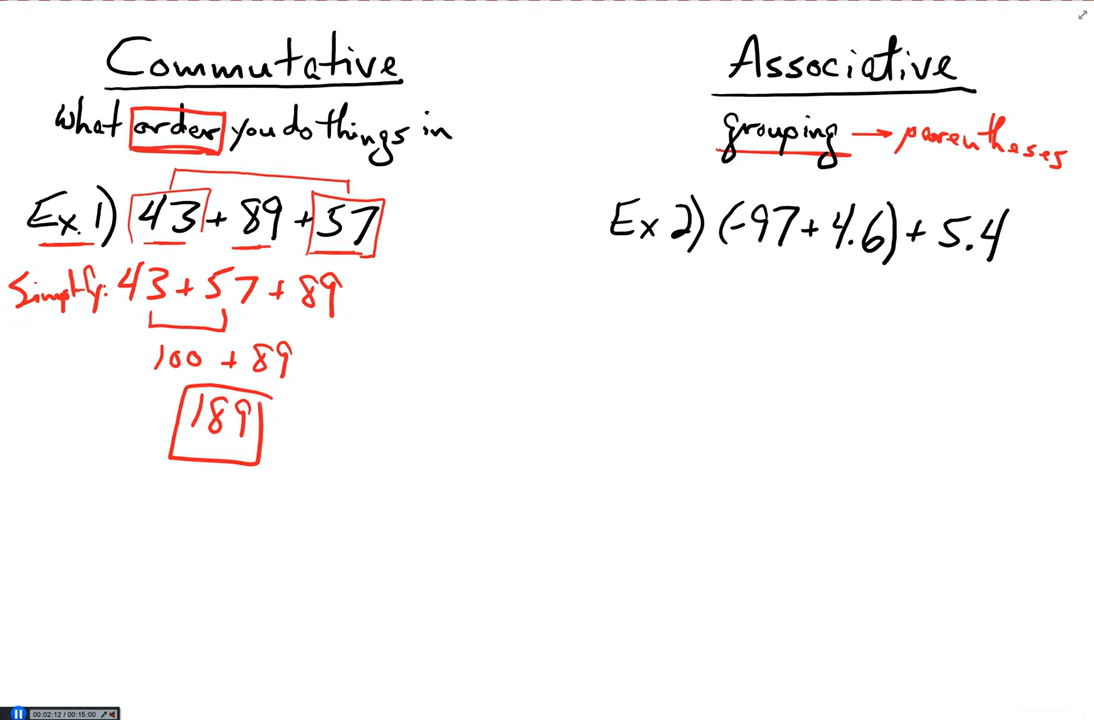 Commutative
what order you do things in
Ex. 1) 43 + 89 + 57
Simplify: 43 + 57 + 89
100 + 89
189
Associative
grouping → parentheses
Ex 2) (-97 + 4.6) + 5.4
00:02:12 / 00:15:00